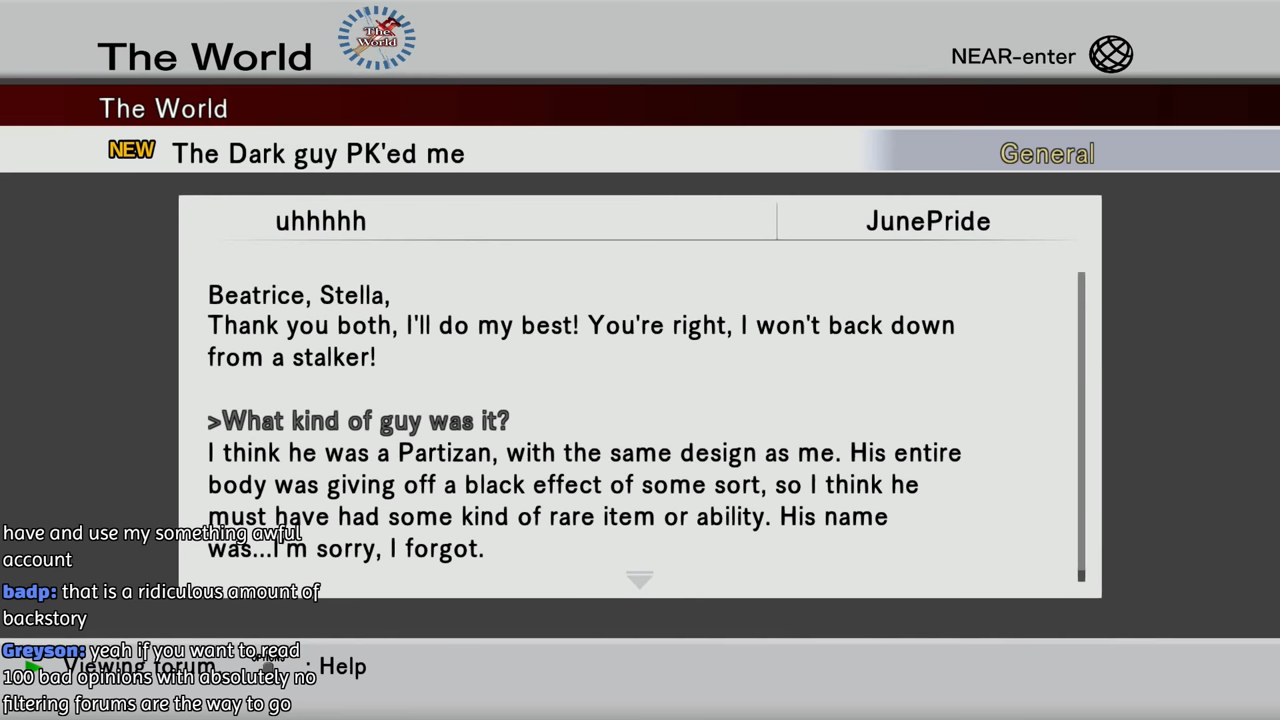 The World
The World
NEAR-enter
The World
NEW The Dark guy PK'ed me
General
uhhhhh
JunePride
Beatrice, Stella,
Thank you both, I'll do my best! You're right, I won't back down
from a stalker!
>What kind of guy was it?
I think he was a Partizan, with the same design as me. His entire
body was giving off a black effect of some sort, so I think he
must have had some kind of rare item or ability. His name
was...I'm sorry, I forgot.
have and use my something awful
account
badp: that is a ridiculous amount of
backstory
Greyson: yeah if you want to read
100 bad opinions with absolutely no
filtering forums are the way to go
Viewing forum
OPTIONS : Help